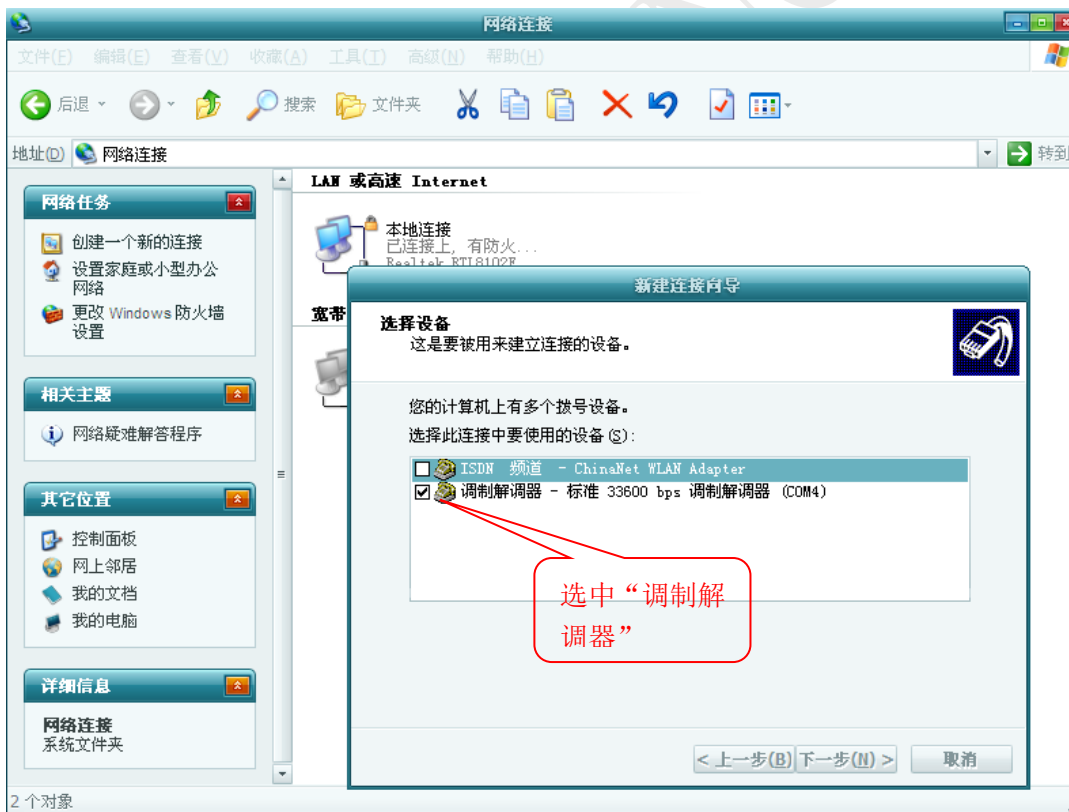 网络连接
文件(F) 编辑(E) 查看(V) 收藏(A) 工具(T) 高级(N) 帮助(H)
后退 搜索 文件夹
地址(D) 网络连接 转到
网络任务
创建一个新的连接
设置家庭或小型办公
网络
更改 Windows 防火墙
设置
相关主题
网络疑难解答程序
其它位置
控制面板
网上邻居
我的文档
我的电脑
详细信息
网络连接
系统文件夹
LAN 或高速 Internet
本地连接
已连接上，有防火...
Realtek RTL8102E
宽带
新建连接向导
选择设备
这是要被用来建立连接的设备。
您的计算机上有多个拨号设备。
选择此连接中要使用的设备(S):
ISDN 频道 - ChinaNet WLAN Adapter
调制解调器 - 标准 33600 bps 调制解调器 (COM4)
选中“调制解
调器”
< 上一步(B) 下一步(N) > 取消
2 个对象